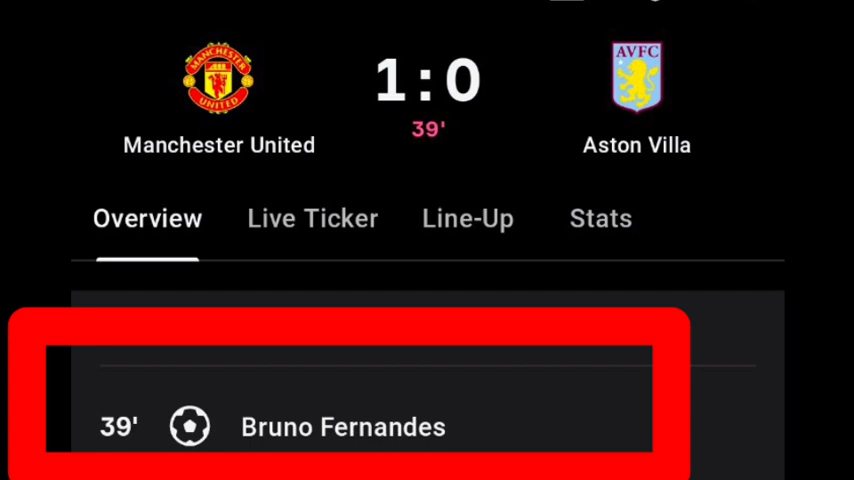 MANCHESTER
UNITED
1:0
AVFC
39'
Manchester United
Aston Villa
Overview
Live Ticker
Line-Up
Stats
39'
Bruno Fernandes